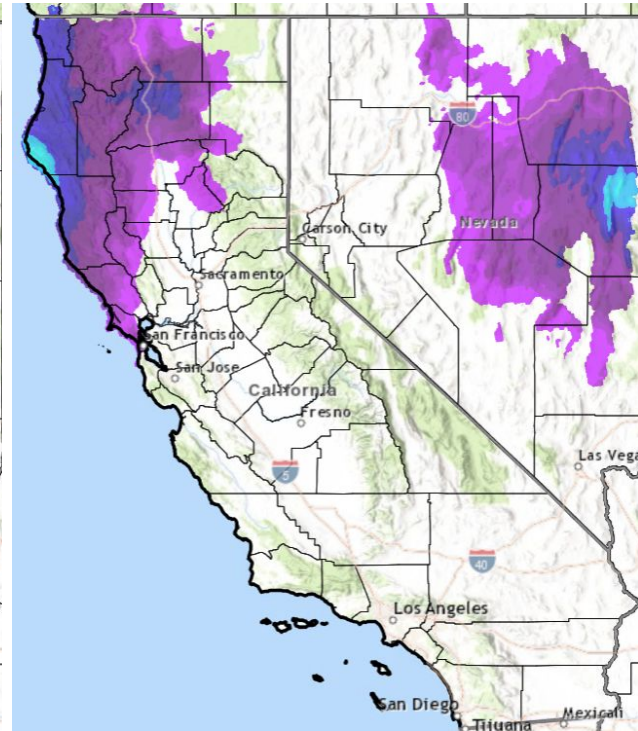 80
Nevada
Carson City
Sacramento
San Francisco
San Jose
California
Fresno
5
Las Vega
40
Los Angeles
San Diego
Tijuana
Mexicali